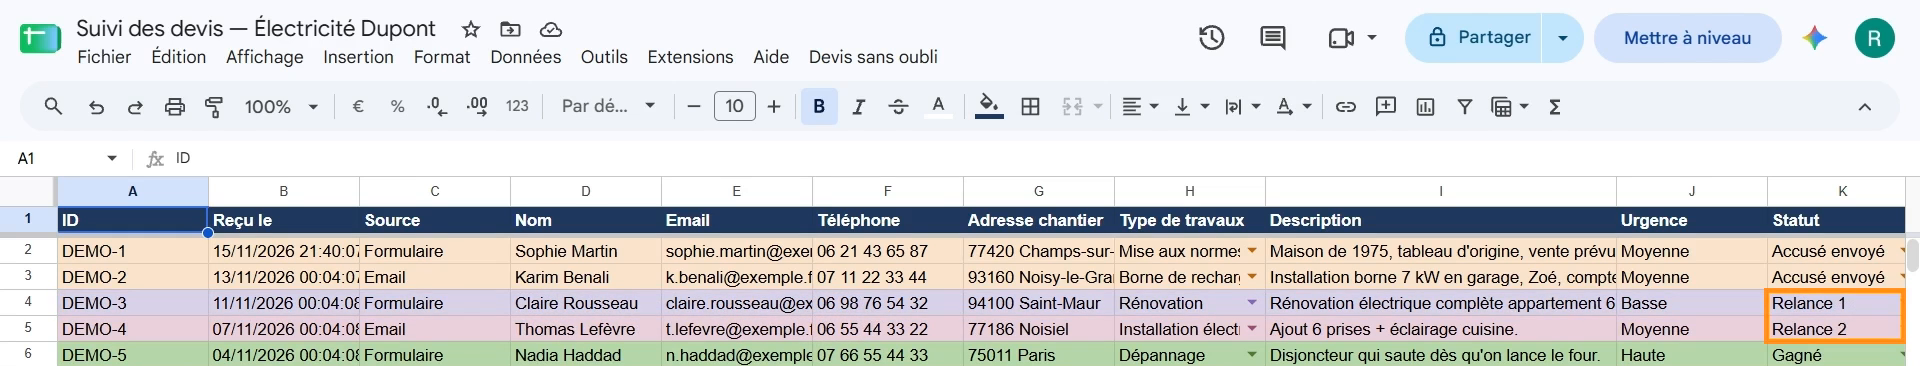 Suivi des devis — Électricité Dupont
Fichier Édition Affichage Insertion Format Données Outils Extensions Aide Devis sans oubli
Partager Mettre à niveau R
100% € % .0 .00 123 Par dé... 10 B I S A A Σ
A1 fx ID
A B C D E F G H I J K
1 ID Reçu le Source Nom Email Téléphone Adresse chantier Type de travaux Description Urgence Statut
2 DEMO-1 15/11/2026 21:40:07 Formulaire Sophie Martin sophie.martin@exer 06 21 43 65 87 77420 Champs-sur- Mise aux normes Maison de 1975, tableau d'origine, vente prévu Moyenne Accusé envoyé
3 DEMO-2 13/11/2026 00:04:07 Email Karim Benali k.benali@exemple.f 07 11 22 33 44 93160 Noisy-le-Gra Borne de rechar Installation borne 7 kW en garage, Zoé, compte Moyenne Accusé envoyé
4 DEMO-3 11/11/2026 00:04:08 Formulaire Claire Rousseau claire.rousseau@ex 06 98 76 54 32 94100 Saint-Maur Rénovation Rénovation électrique complète appartement 6 Basse Relance 1
5 DEMO-4 07/11/2026 00:04:08 Email Thomas Lefèvre t.lefevre@exemple.f 06 55 44 33 22 77186 Noisiel Installation élect Ajout 6 prises + éclairage cuisine. Moyenne Relance 2
6 DEMO-5 04/11/2026 00:04:08 Formulaire Nadia Haddad n.haddad@exemple 07 66 55 44 33 75011 Paris Dépannage Disjoncteur qui saute dès qu'on lance le four. Haute Gagné